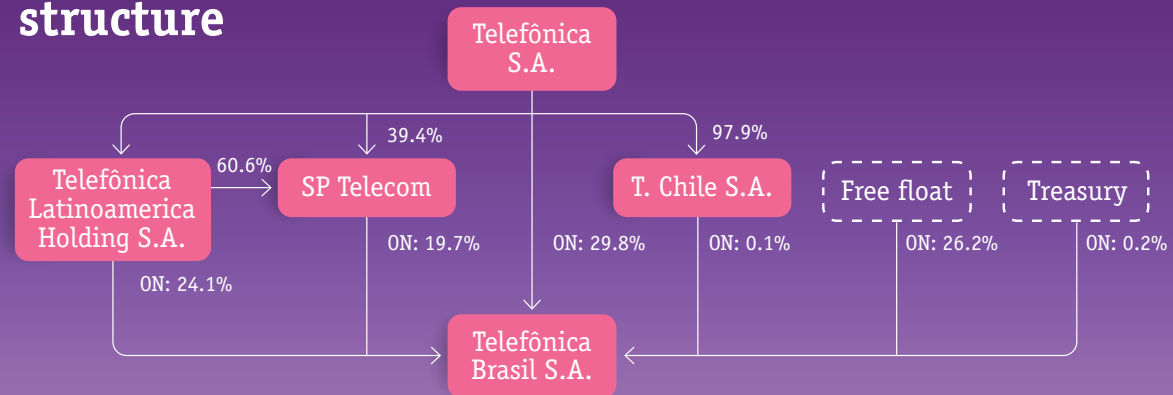 structure
Telefônica
S.A.
39.4%
97.9%
60.6%
Telefônica
Latinoamerica
Holding S.A.
SP Telecom
T. Chile S.A.
Free float
Treasury
ON: 19.7%
ON: 29.8%
ON: 0.1%
ON: 26.2%
ON: 0.2%
ON: 24.1%
Telefônica
Brasil S.A.